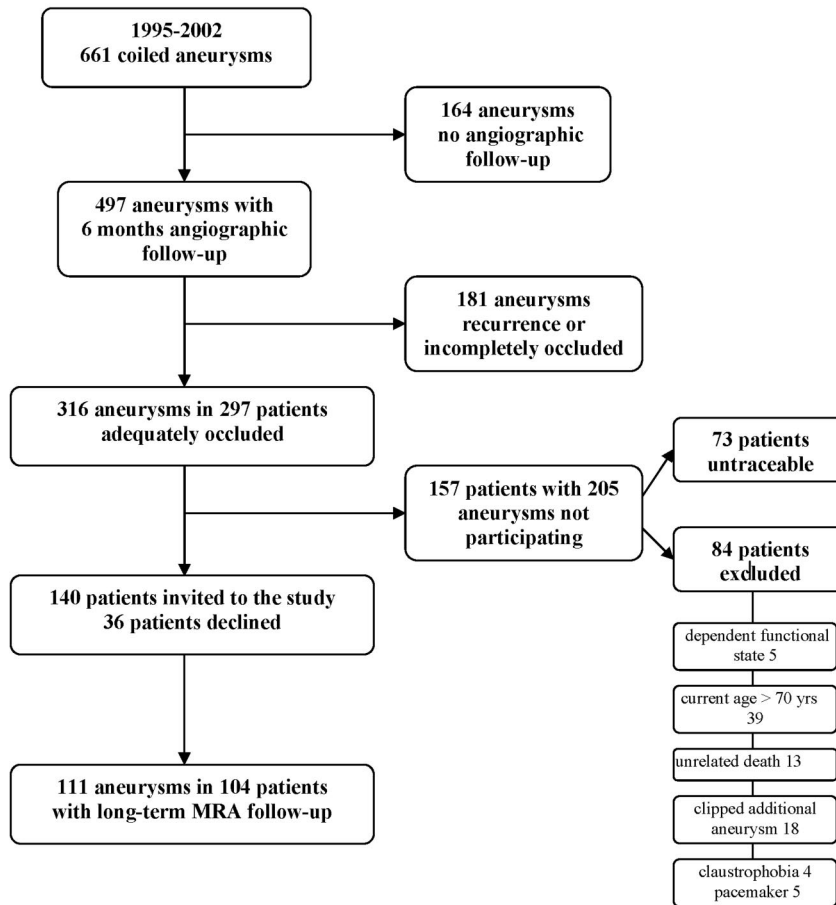 1995-2002
661 coiled aneurysms
164 aneurysms
no angiographic
follow-up
497 aneurysms with
6 months angiographic
follow-up
181 aneurysms
recurrence or
incompletely occluded
316 aneurysms in 297 patients
adequately occluded
73 patients
untraceable
157 patients with 205
aneurysms not
participating
84 patients
excluded
140 patients invited to the study
36 patients declined
dependent functional
state 5
current age > 70 yrs
39
unrelated death 13
clipped additional
aneurysm 18
claustrophobia 4
pacemaker 5
111 aneurysms in 104 patients
with long-term MRA follow-up